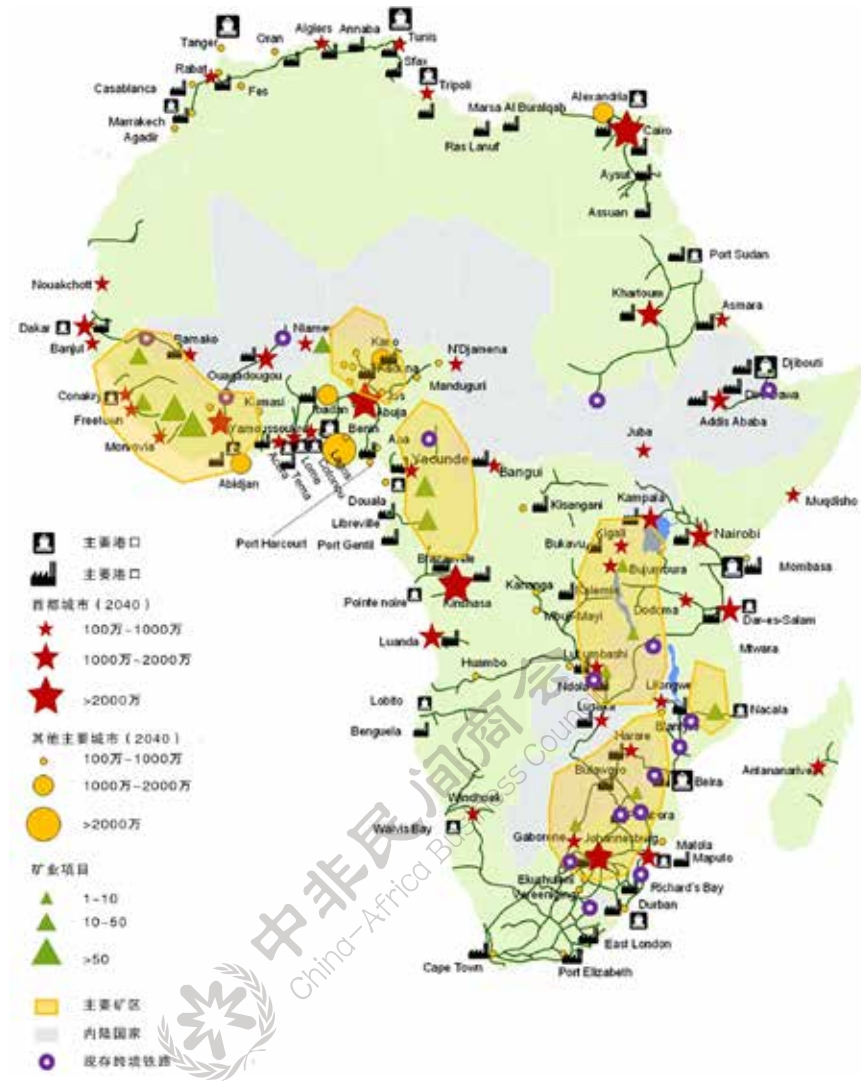 Tanger
Oran
Algiers
Annaba
Tunis
Sfax
Rabat
Casablanca
Fes
Tripoli
Marrakech
Agadir
Marsa Al Buralqah
Ras Lanuf
Alexandria
Cairo
Aysut
Assuan
Port Sudan
Nouakchott
Khartoum
Asmara
Dakar
Banjul
Bamako
Niamey
Kano
Kaduna
N'Djamena
Manduguri
Djibouti
Addis Ababa
Ouagadougou
Conakry
Freetown
Kumasi
Ibadan
Abuja
Monrovia
Yamoussoukro
Benin
Aba
Juba
Abidjan
Accra
Tema
Lome
Cotonou
Lagos
Yaounde
Bangui
Douala
Kisangani
Kampala
Muqdisho
Libreville
Port Harcourt
Port Gentil
Bukavu
Kigali
Nairobi
Brazzaville
Bujumbura
Mombasa
Pointe noire
Kinshasa
Kananga
Kalemie
Mbuji-Mayi
Dodoma
Dar-es-Salam
Luanda
Lubumbashi
Mtwara
Huambo
Ndola
Lilongwe
Lobito
Lusaka
Blantyre
Nacala
Benguela
Harare
Bulawayo
Beira
Antananarivo
Windhoek
Walvis Bay
Gaborone
Johannesburg
Matola
Maputo
Ekurhuleni
Vereeniging
Richard's Bay
Durban
East London
Cape Town
Port Elizabeth
主要港口
主要港口
首都城市（2040）
100万-1000万
1000万-2000万
>2000万
其他主要城市（2040）
100万-1000万
1000万-2000万
>2000万
矿业项目
1-10
10-50
>50
主要矿区
内陆国家
现存跨境铁路
中非民间商会
China-Africa Business Council